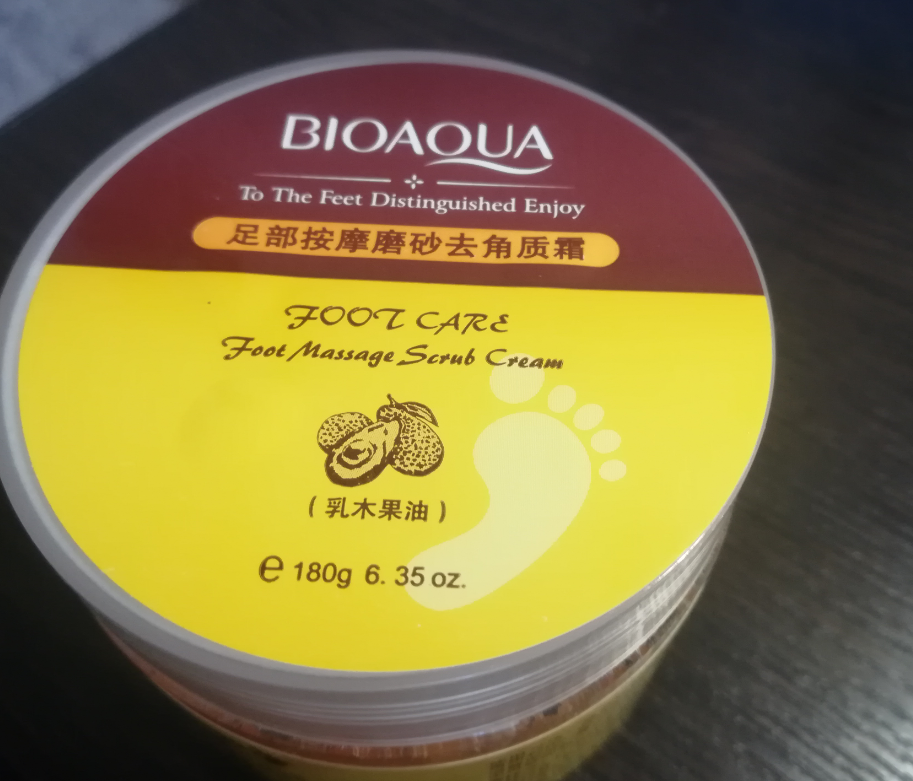 BIOAQUA
To The Feet Distinguished Enjoy
足部按摩磨砂去角质霜
FOOT CARE
Foot Massage Scrub Cream
(乳木果油)
e 180g 6.35 oz.